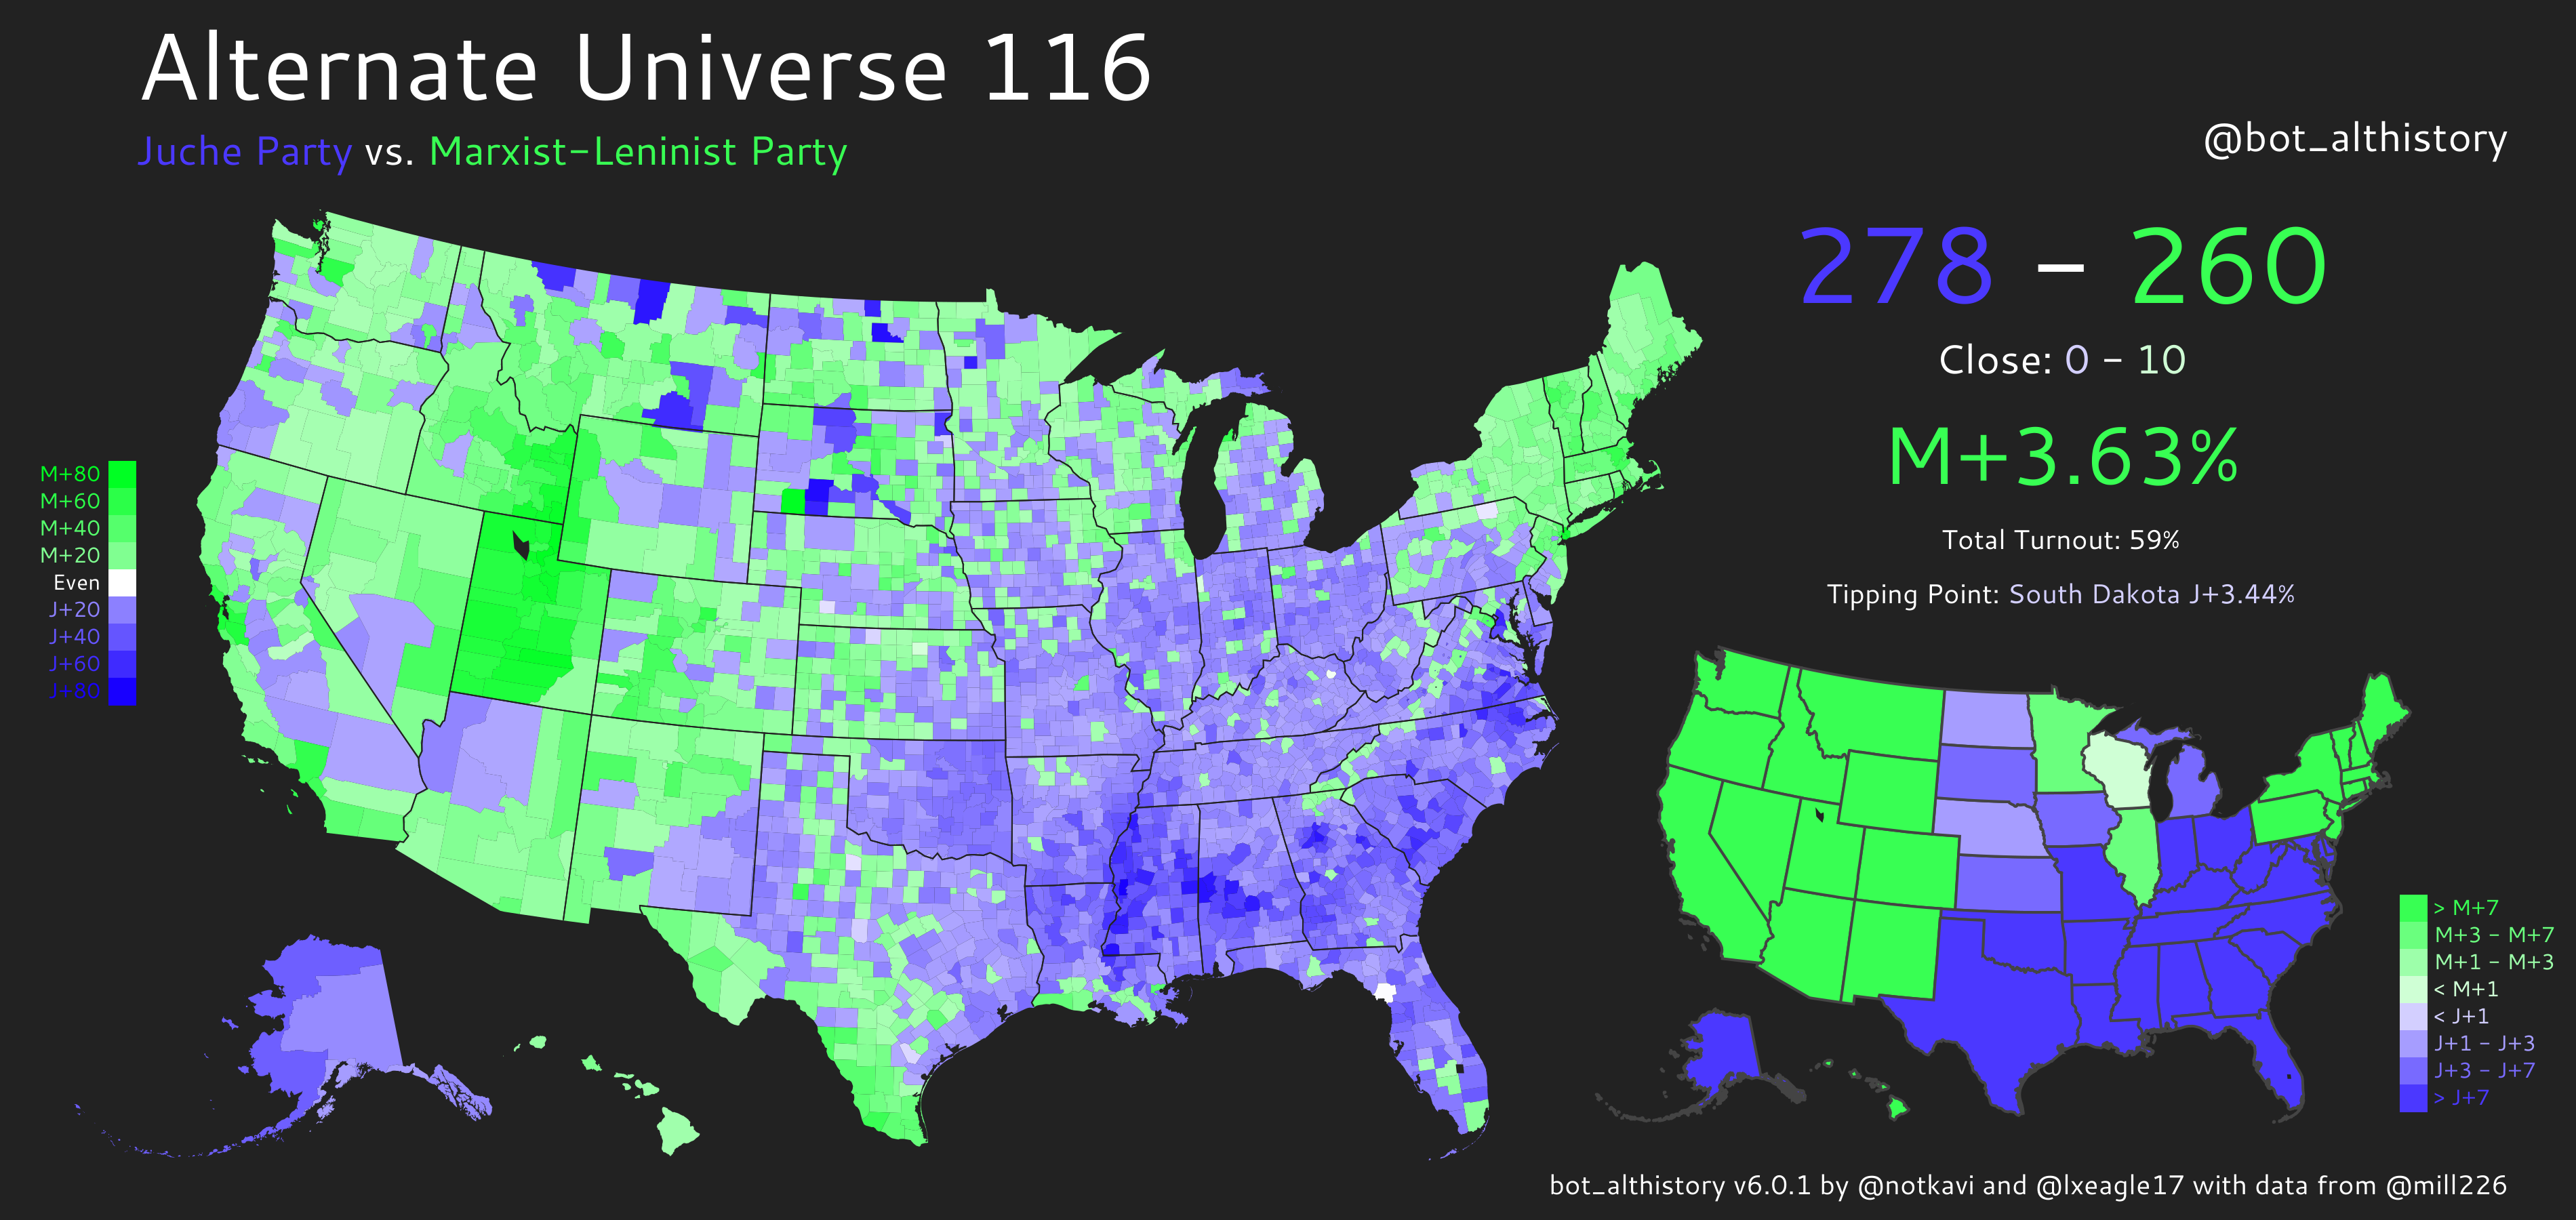 Alternate Universe 116
Juche Party vs. Marxist-Leninist Party
@bot_althistory
278 – 260
Close: 0 – 10
M+3.63%
Total Turnout: 59%
Tipping Point: South Dakota J+3.44%
M+80
M+60
M+40
M+20
Even
J+20
J+40
J+60
J+80
> M+7
M+3 – M+7
M+1 – M+3
< M+1
< J+1
J+1 – J+3
J+3 – J+7
> J+7
bot_althistory v6.0.1 by @notkavi and @lxeagle17 with data from @mill226